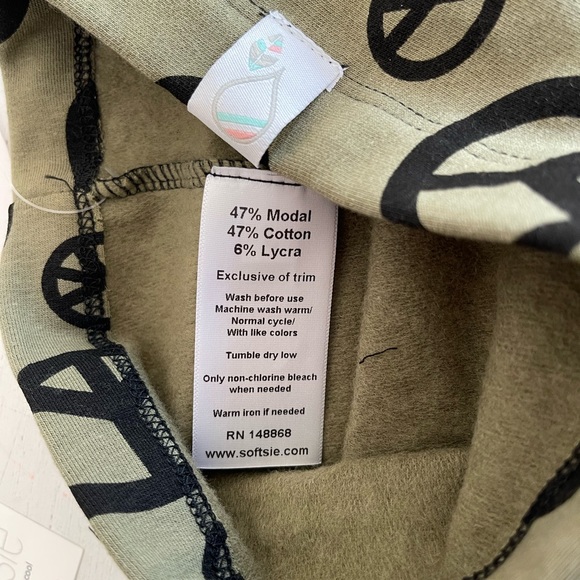 47% Modal
47% Cotton
6% Lycra
Exclusive of trim
Wash before use
Machine wash warm/
Normal cycle/
With like colors
Tumble dry low
Only non-chlorine bleach
when needed
Warm iron if needed
RN 148868
www.softsie.com
cool